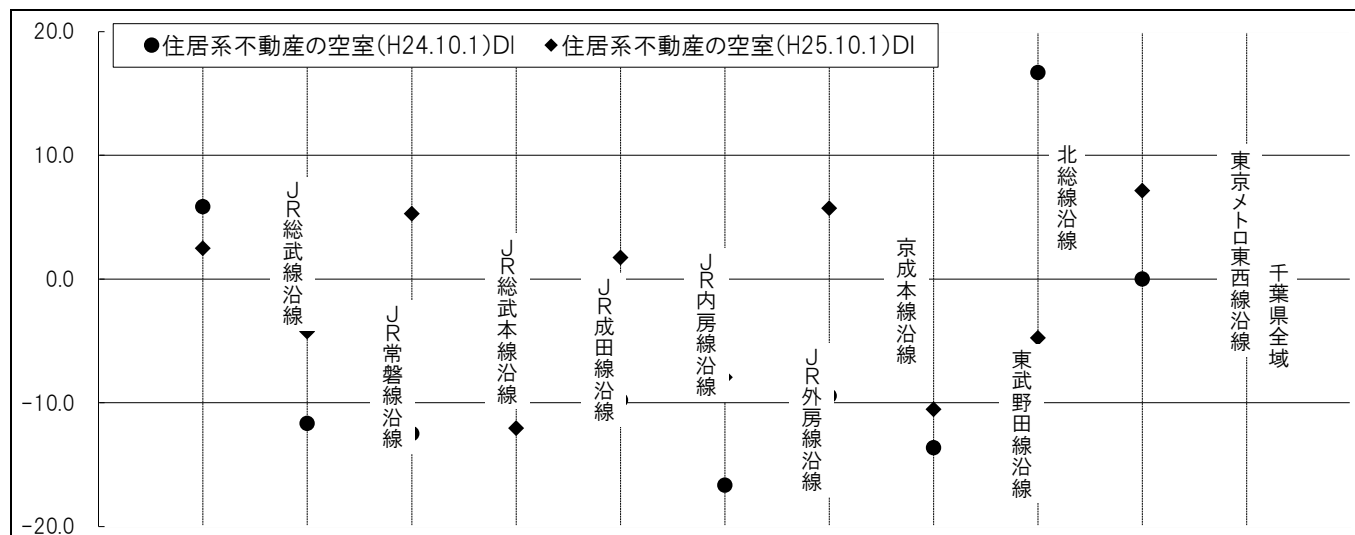 ●住居系不動産の空室(H24.10.1)DI ◆住居系不動産の空室(H25.10.1)DI
20.0
10.0
0.0
-10.0
-20.0
JR総武線沿線
JR常磐線沿線
JR総武本線沿線
JR成田線沿線
JR内房線沿線
JR外房線沿線
京成本線沿線
東武野田線沿線
北総線沿線
東京メトロ東西線沿線
千葉県全域